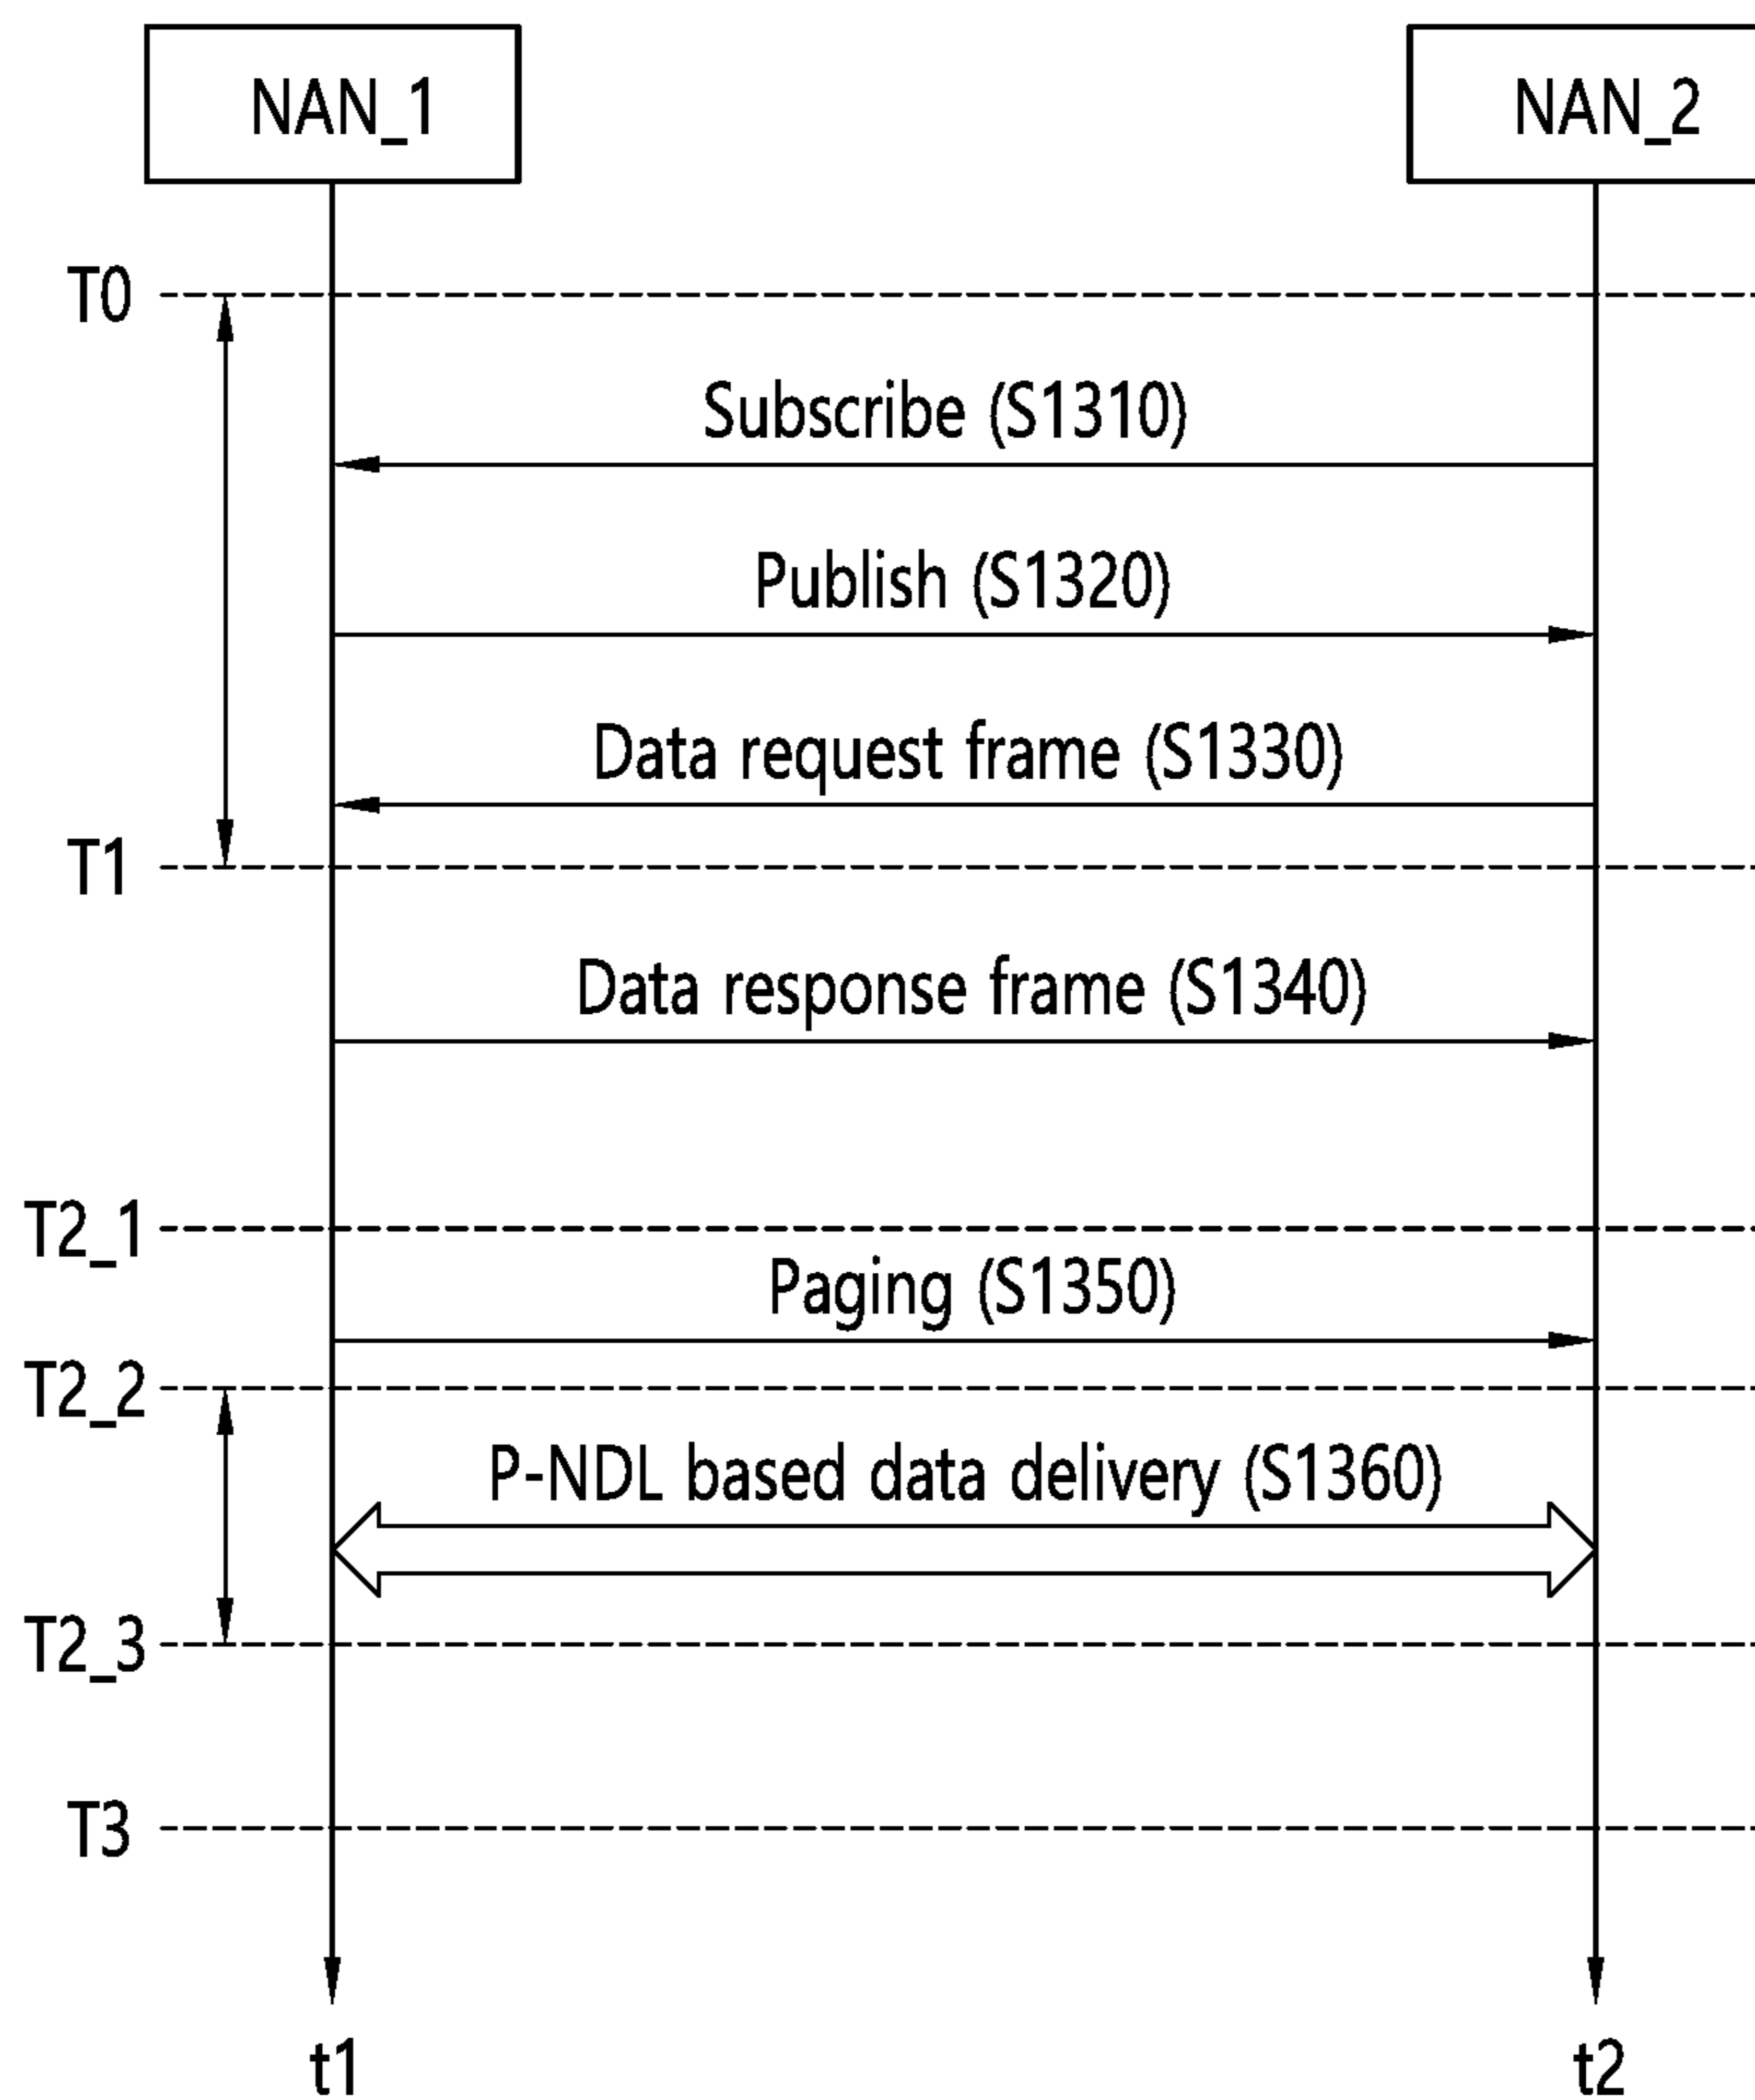 NAN_1
NAN_2
T0
Subscribe (S1310)
Publish (S1320)
Data request frame (S1330)
T1
Data response frame (S1340)
T2_1
Paging (S1350)
T2_2
P-NDL based data delivery (S1360)
T2_3
T3
t1
t2